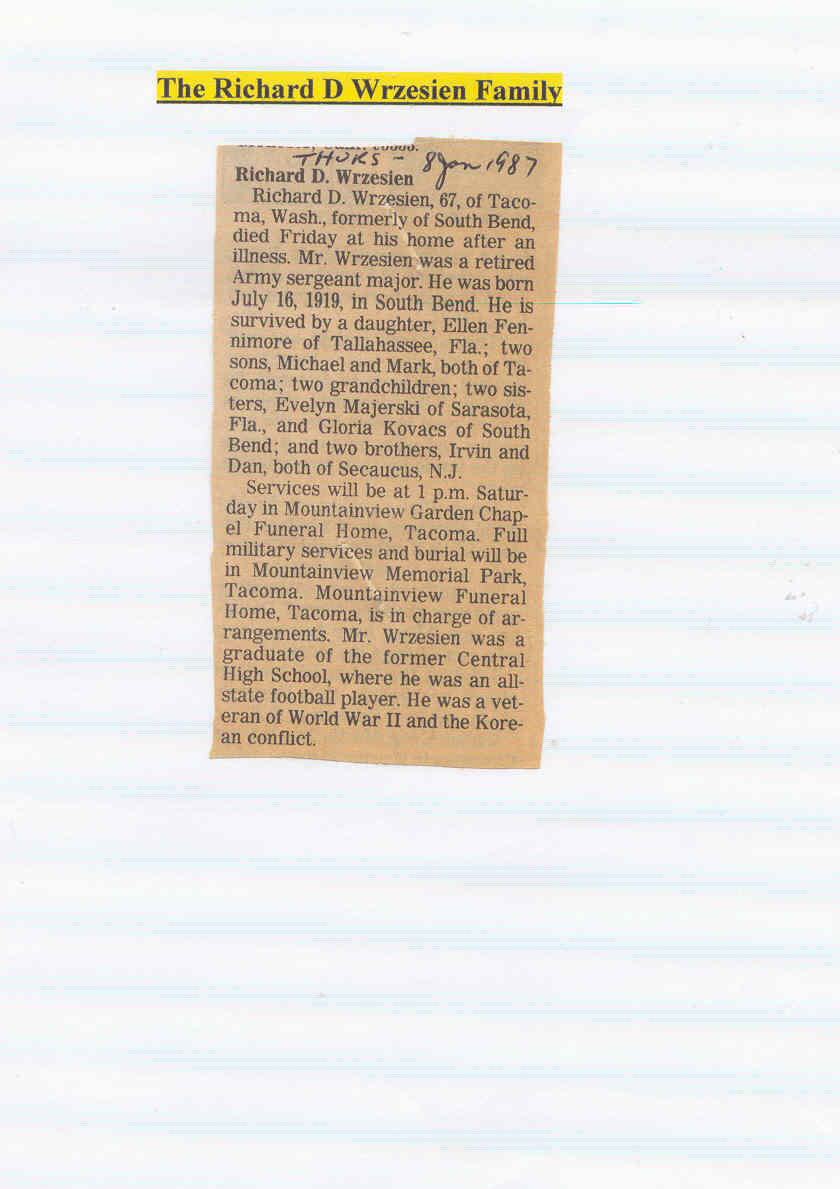 The Richard D Wrzesien Family
THURS - 8 Jan 1987
Richard D. Wrzesien
Richard D. Wrzesien, 67, of Taco-
ma, Wash., formerly of South Bend,
died Friday at his home after an
illness. Mr. Wrzesien was a retired
Army sergeant major. He was born
July 16, 1919, in South Bend. He is
survived by a daughter, Ellen Fen-
nimore of Tallahassee, Fla.; two
sons, Michael and Mark, both of Ta-
coma; two grandchildren; two sis-
ters, Evelyn Majerski of Sarasota,
Fla., and Gloria Kovacs of South
Bend; and two brothers, Irvin and
Dan, both of Secaucus, N.J.
Services will be at 1 p.m. Satur-
day in Mountainview Garden Chap-
el Funeral Home, Tacoma. Full
military services and burial will be
in Mountainview Memorial Park,
Tacoma. Mountainview Funeral
Home, Tacoma, is in charge of ar-
rangements. Mr. Wrzesien was a
graduate of the former Central
High School, where he was an all-
state football player. He was a vet-
eran of World War II and the Kore-
an conflict.